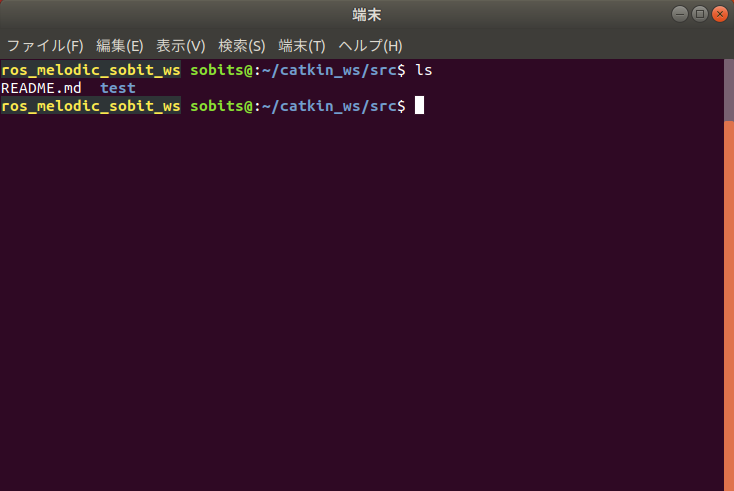 端末
ファイル(F) 編集(E) 表示(V) 検索(S) 端末(T) ヘルプ(H)
ros_melodic_sobit_ws sobits@:~/catkin_ws/src$ ls
README.md test
ros_melodic_sobit_ws sobits@:~/catkin_ws/src$